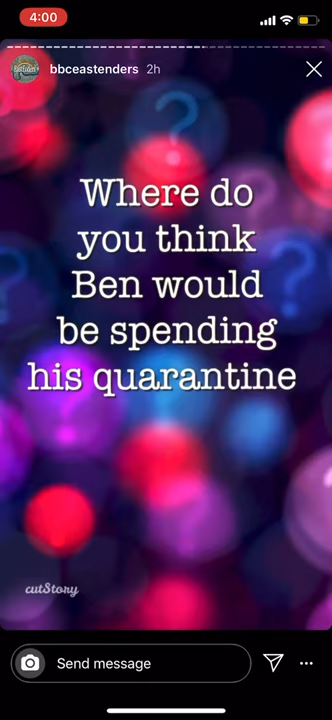 4:00
bbceastenders 2h
Where do
you think
Ben would
be spending
his quarantine
cutStory
Send message